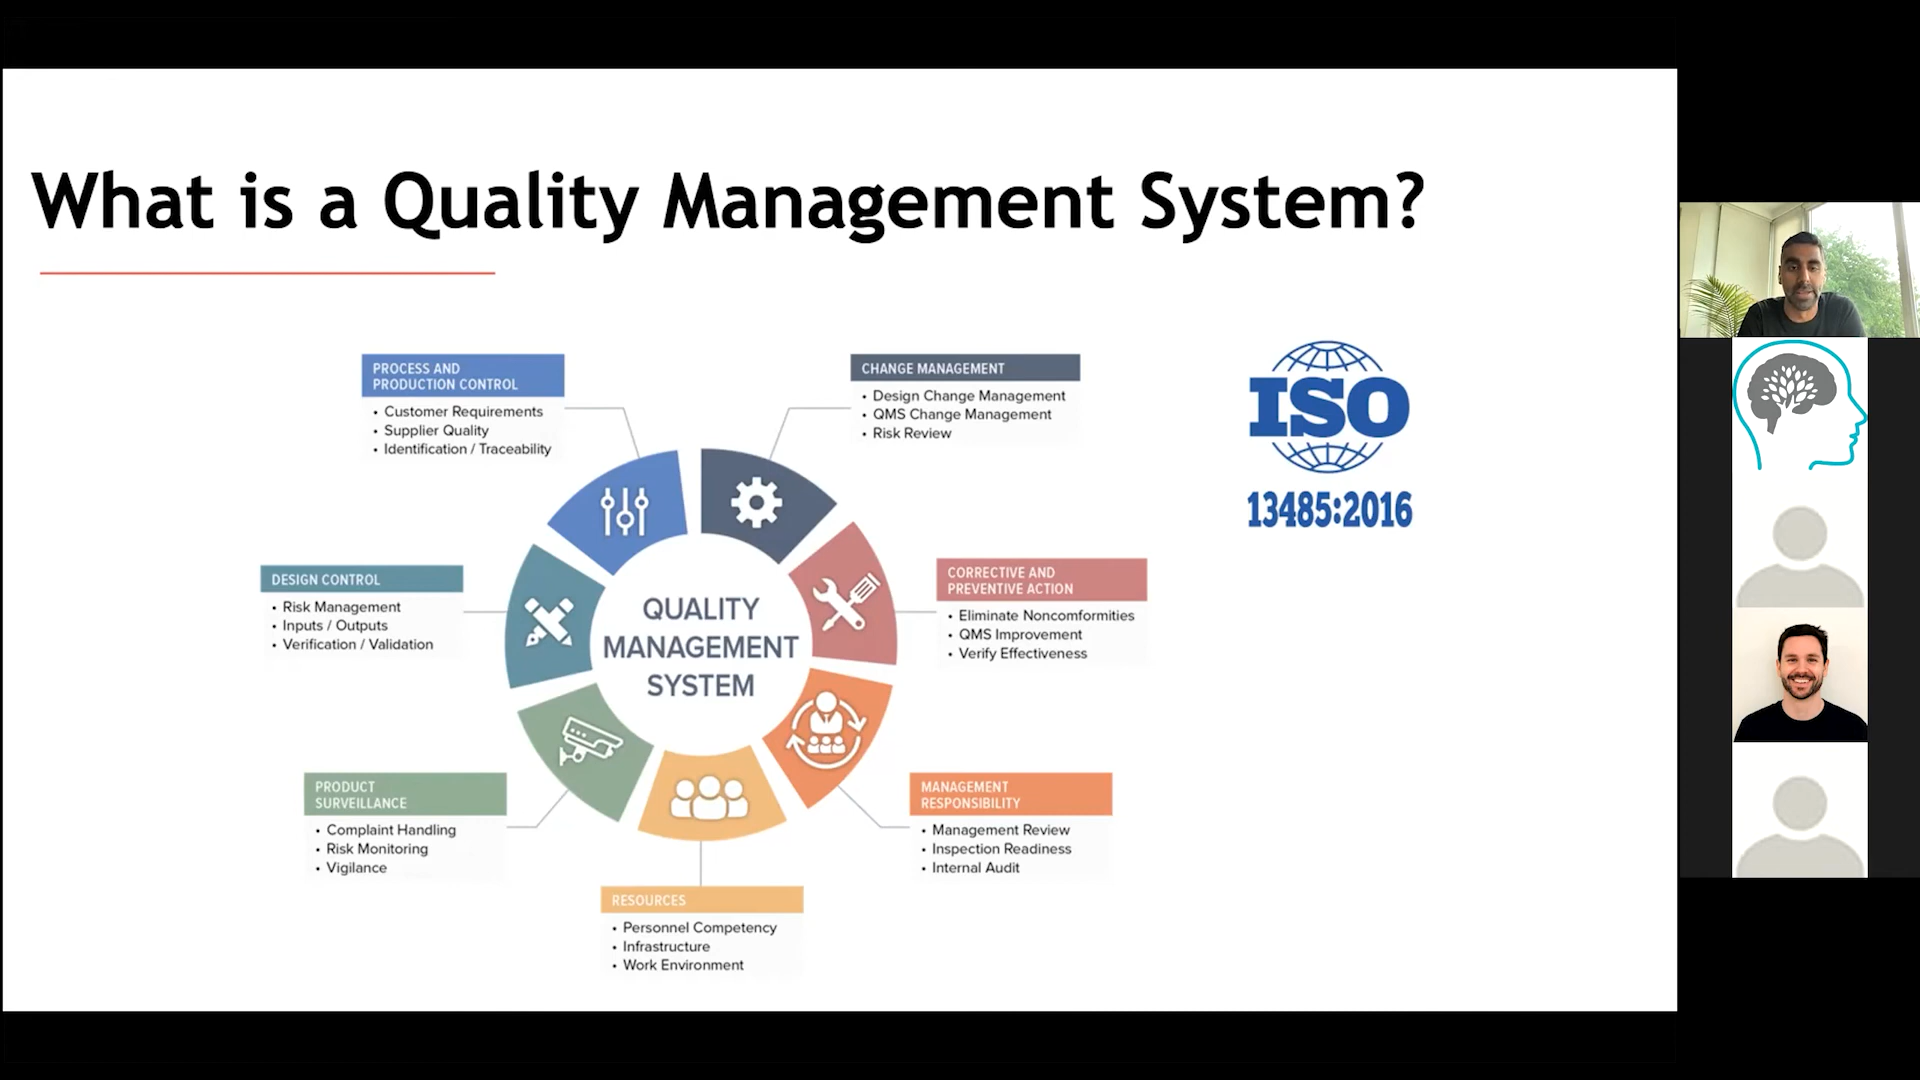 What is a Quality Management System?
PROCESS AND
PRODUCTION CONTROL
• Customer Requirements
• Supplier Quality
• Identification / Traceability
CHANGE MANAGEMENT
• Design Change Management
• QMS Change Management
• Risk Review
ISO
13485:2016
DESIGN CONTROL
• Risk Management
• Inputs / Outputs
• Verification / Validation
QUALITY
MANAGEMENT
SYSTEM
CORRECTIVE AND
PREVENTIVE ACTION
• Eliminate Noncomformities
• QMS Improvement
• Verify Effectiveness
PRODUCT
SURVEILLANCE
• Complaint Handling
• Risk Monitoring
• Vigilance
MANAGEMENT
RESPONSIBILITY
• Management Review
• Inspection Readiness
• Internal Audit
RESOURCES
• Personnel Competency
• Infrastructure
• Work Environment